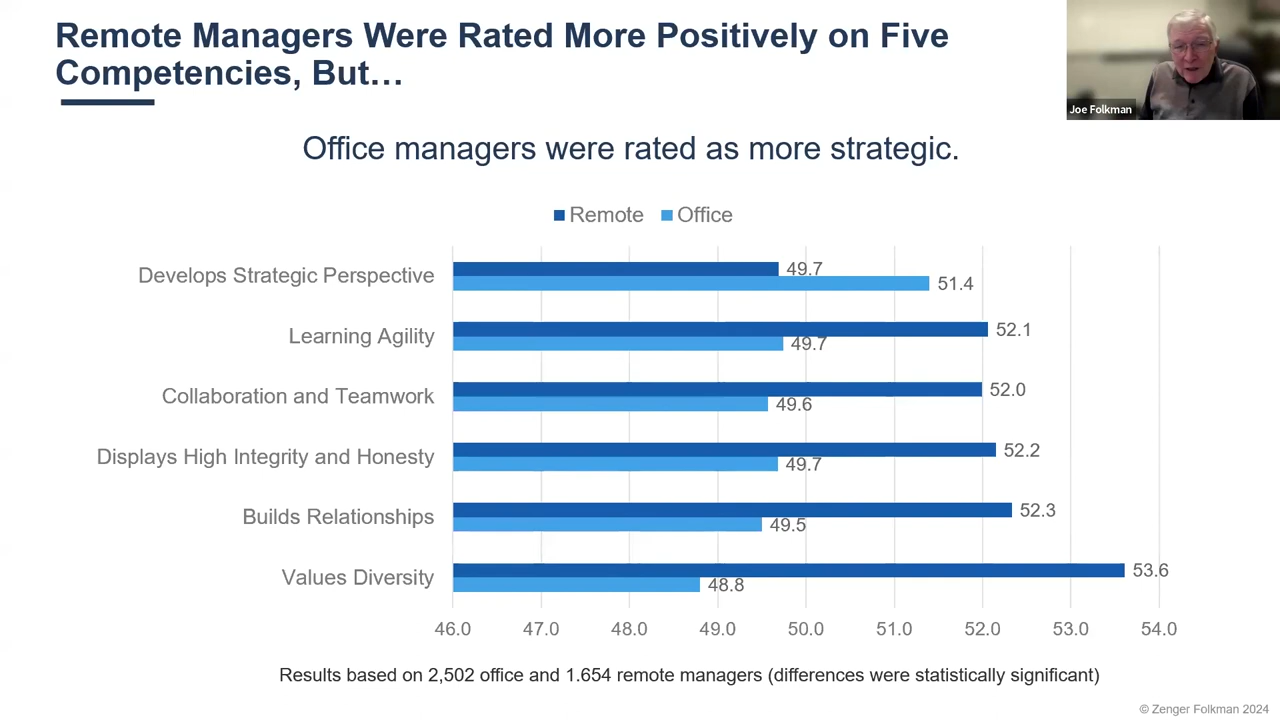 Remote Managers Were Rated More Positively on Five
Competencies, But…
Joe Folkman
Office managers were rated as more strategic.
Remote Office
Develops Strategic Perspective 49.7 51.4
Learning Agility 52.1 49.7
Collaboration and Teamwork 52.0 49.6
Displays High Integrity and Honesty 52.2 49.7
Builds Relationships 52.3 49.5
Values Diversity 53.6 48.8
46.0 47.0 48.0 49.0 50.0 51.0 52.0 53.0 54.0
Results based on 2,502 office and 1.654 remote managers (differences were statistically significant)
© Zenger Folkman 2024